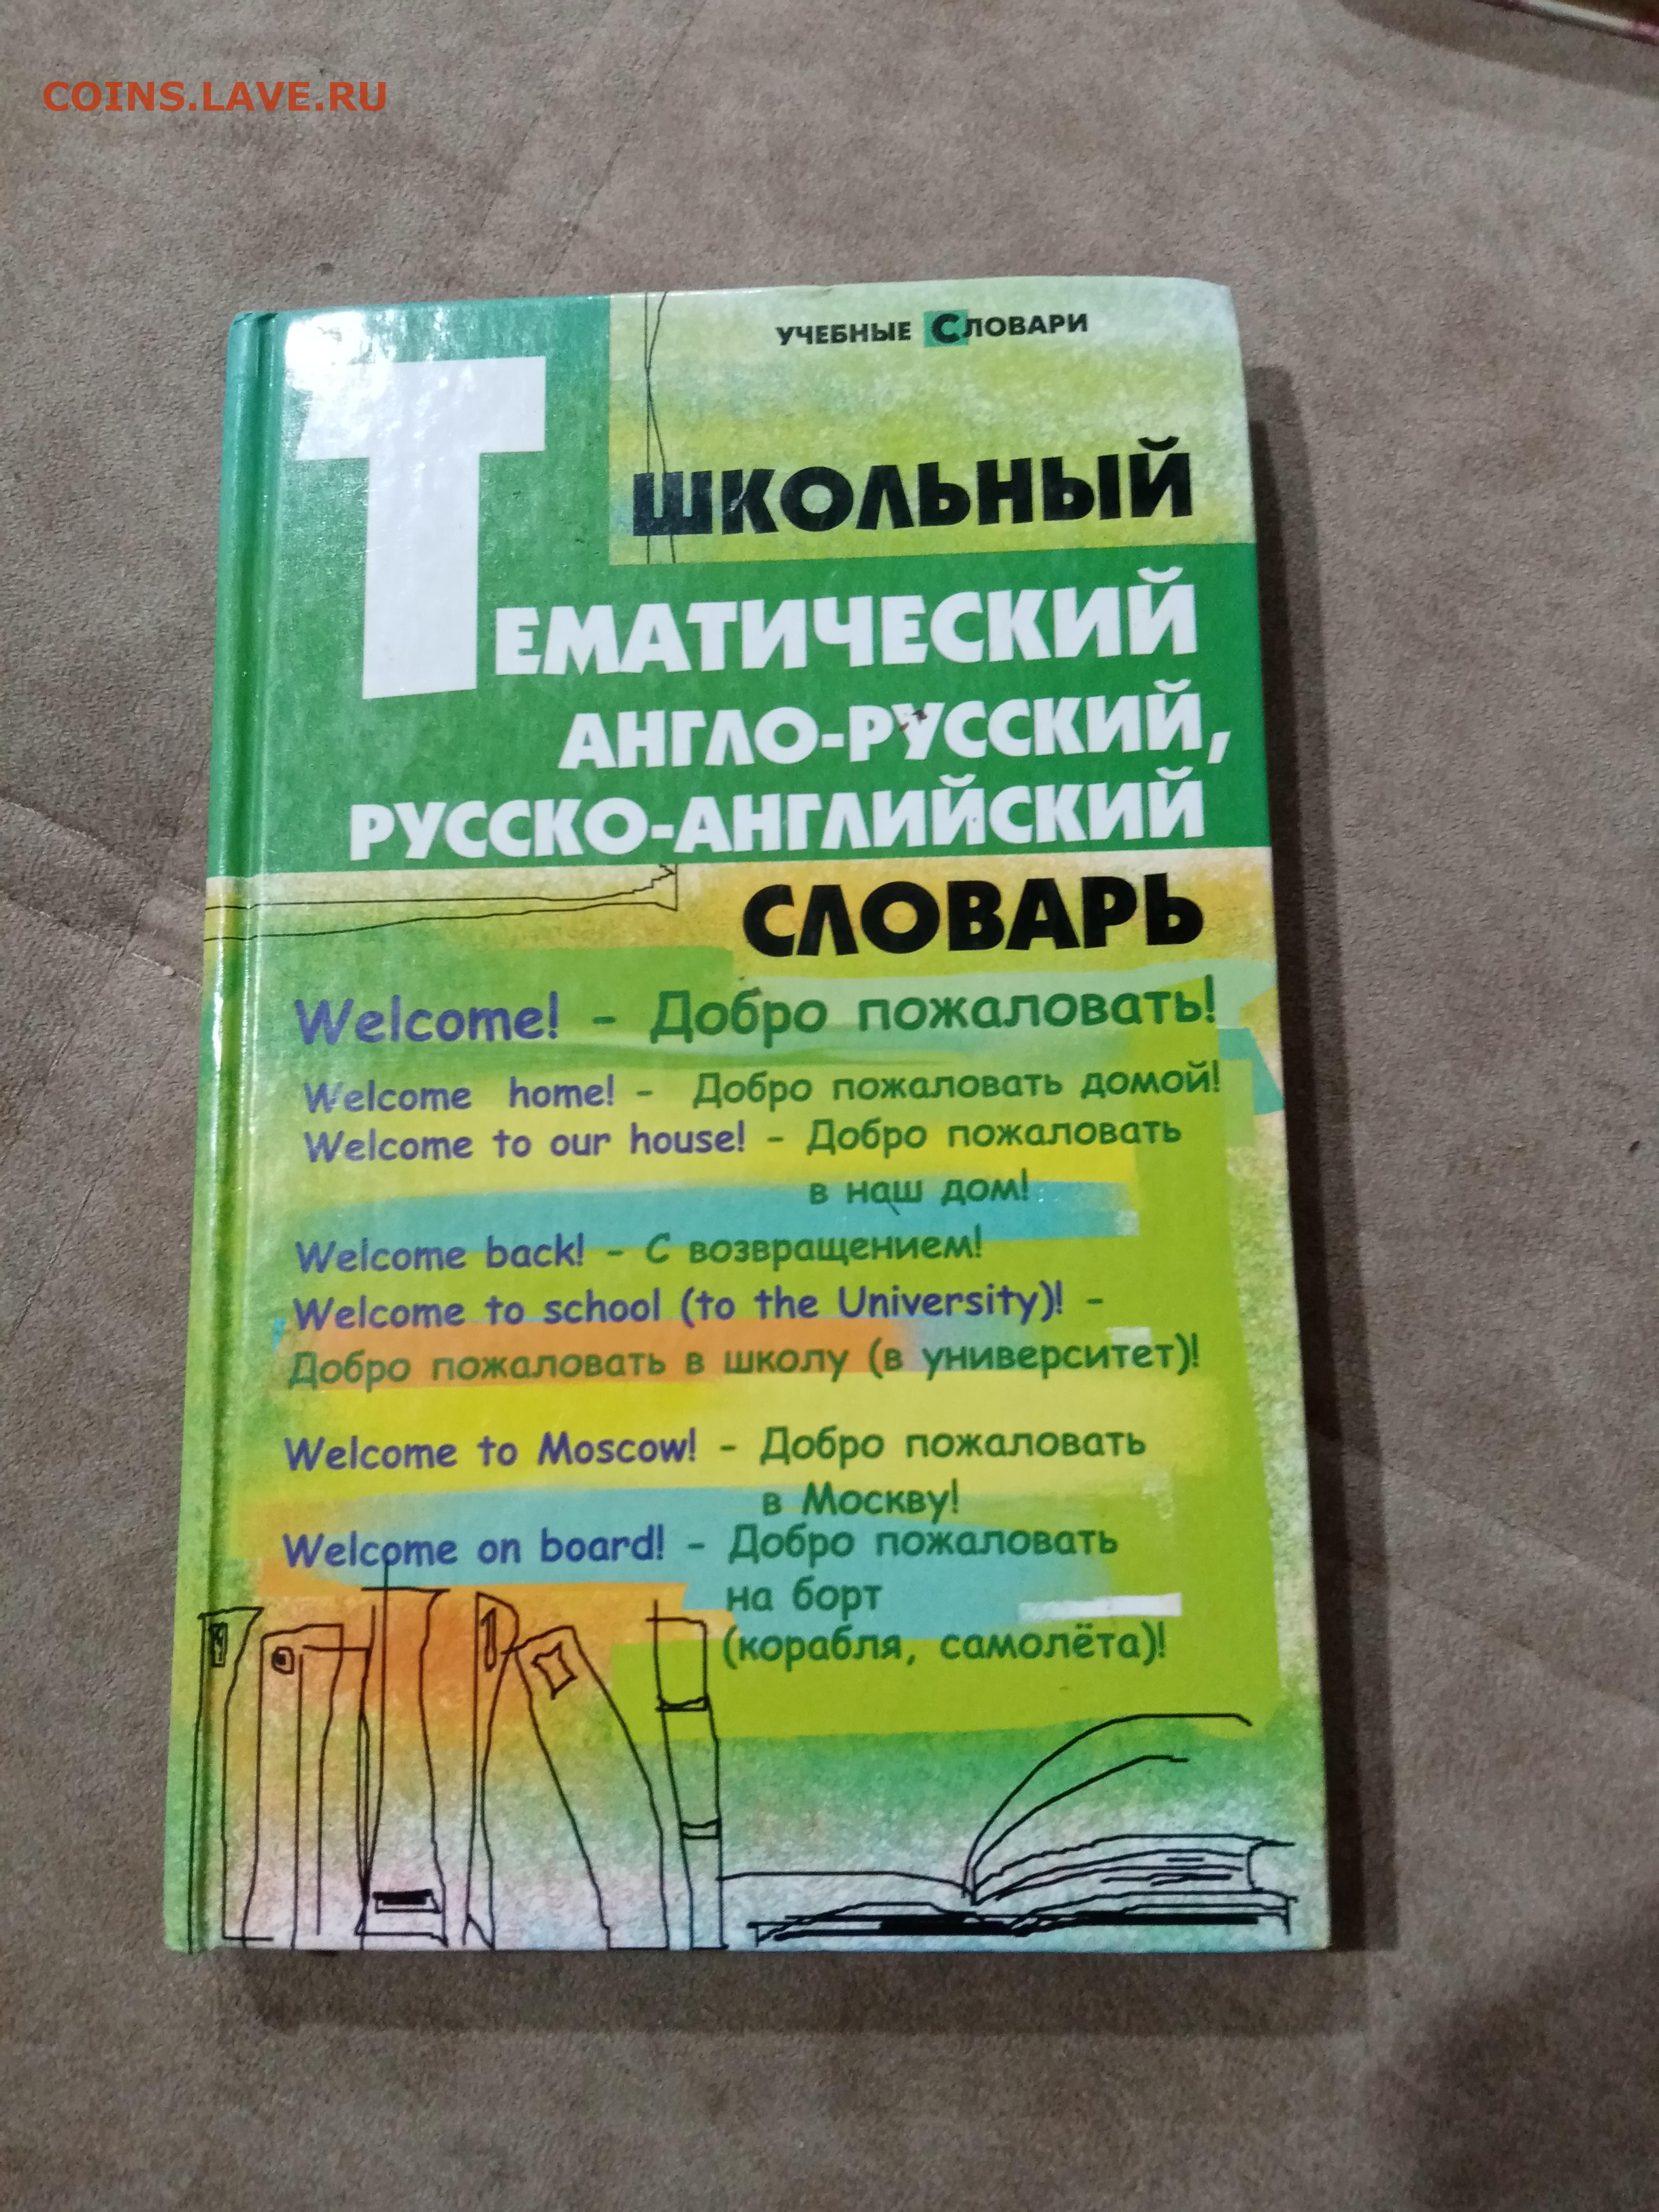 COINS.LAVE.RU
УЧЕБНЫЕ СЛОВАРИ
ШКОЛЬНЫЙ
ТЕМАТИЧЕСКИЙ
АНГЛО-РУССКИЙ,
РУССКО-АНГЛИЙСКИЙ
СЛОВАРЬ
Welcome! – Добро пожаловать!
Welcome home! – Добро пожаловать домой!
Welcome to our house! – Добро пожаловать
в наш дом!
Welcome back! – С возвращением!
Welcome to school (to the University)! –
Добро пожаловать в школу (в университет)!
Welcome to Moscow! – Добро пожаловать
в Москву!
Welcome on board! – Добро пожаловать
на борт
(корабля, самолёта)!